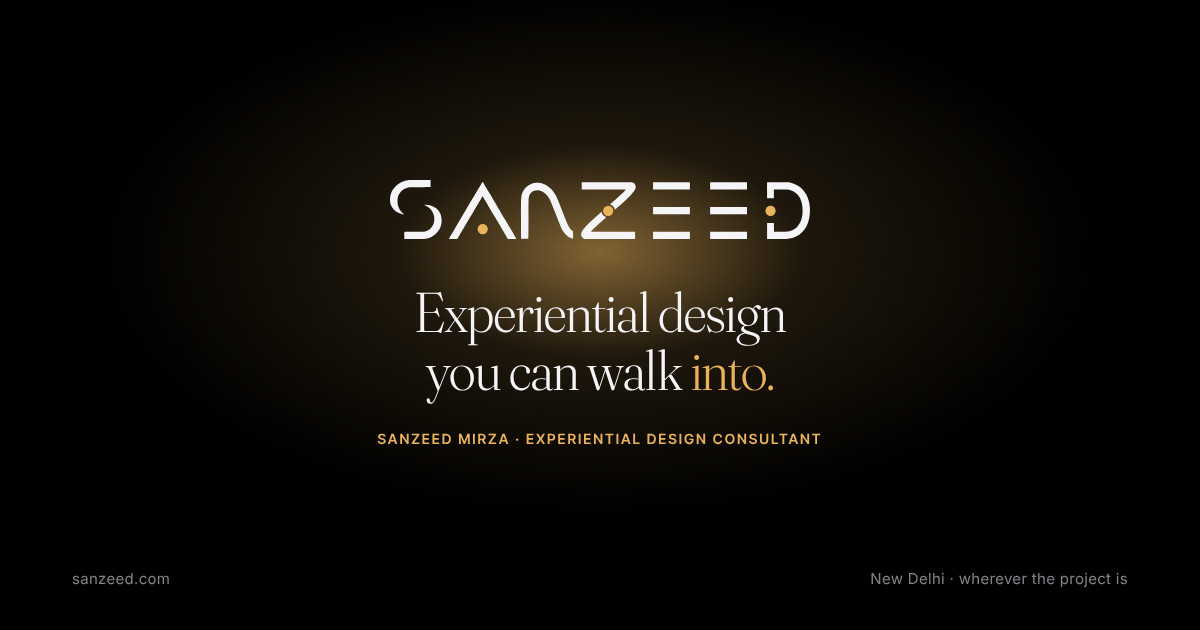 SANZEED
Experiential design
you can walk into.
SANZEED MIRZA · EXPERIENTIAL DESIGN CONSULTANT
sanzeed.com
New Delhi · wherever the project is